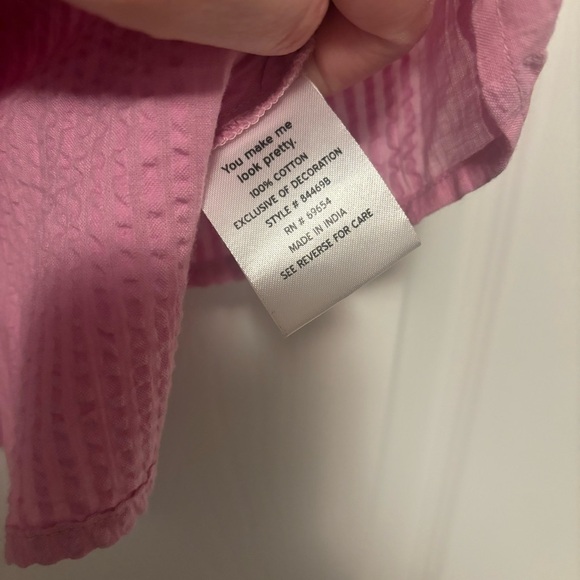 You make me
look pretty.
100% COTTON
EXCLUSIVE OF DECORATION
STYLE # 84469B
RN # 69654
MADE IN INDIA
SEE REVERSE FOR CARE